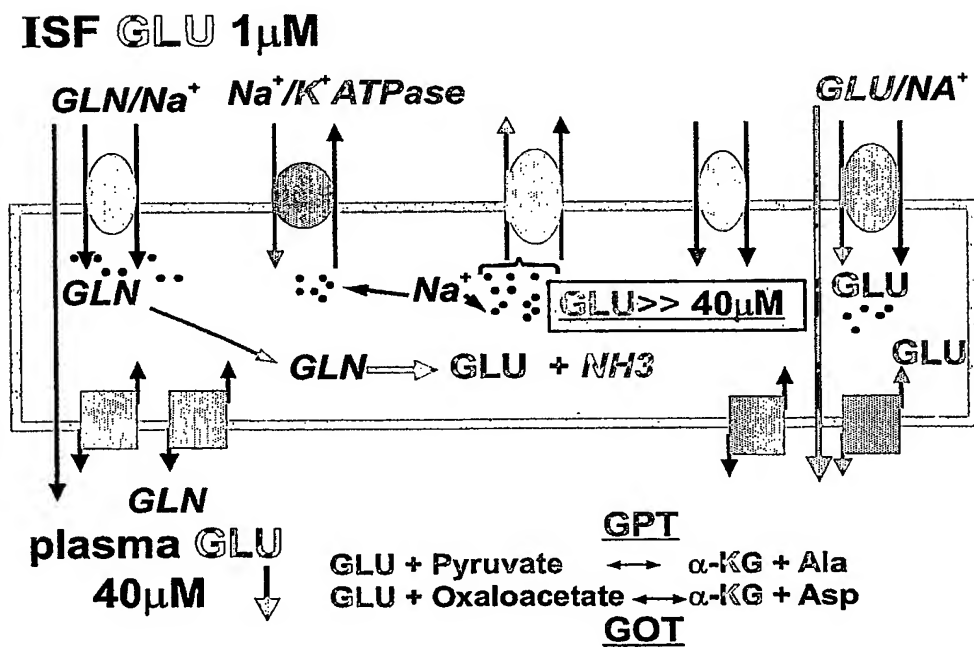 ISF GLU 1μM
GLN/Na⁺
Na⁺/K⁺ATPase
GLU/NA⁺
GLN
Na⁺
GLU>> 40μM
GLU
GLU
GLN
GLU + NH3
GLN
plasma GLU
40μM
GPT
GLU + Pyruvate ↔ α-KG + Ala
GLU + Oxaloacetate ↔ α-KG + Asp
GOT